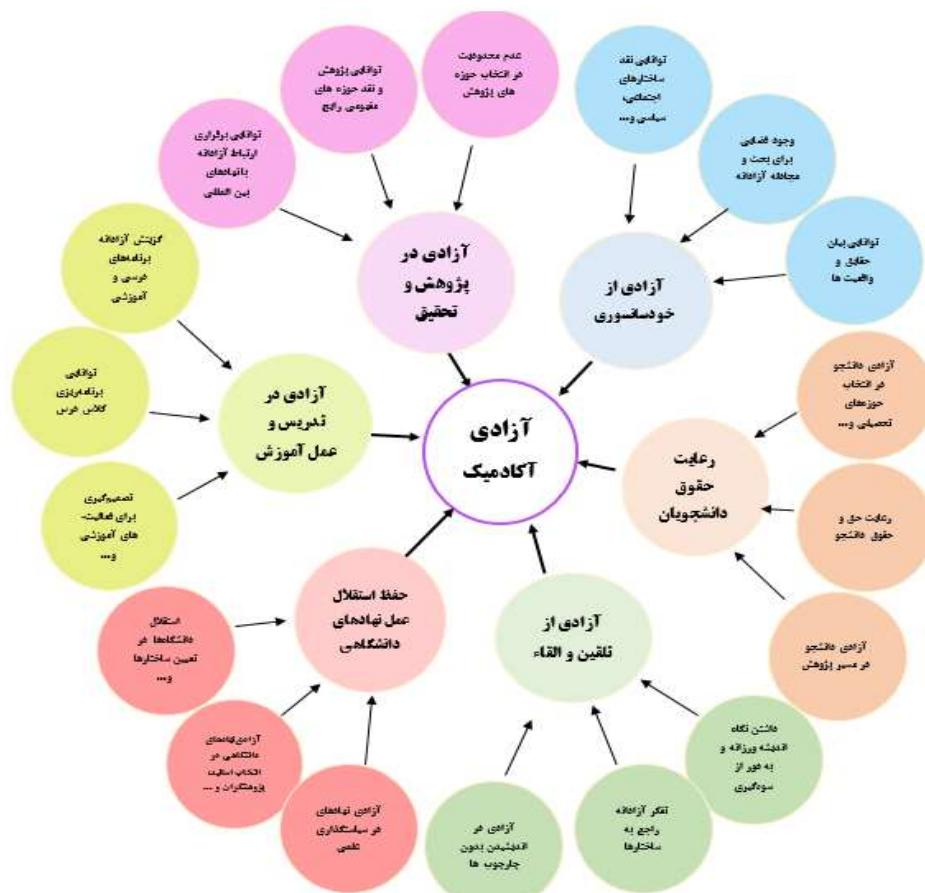 عدم محدودیت
در انتخاب حوزه
های پژوهش
توانایی نقد
ساختارهای
اجتماعی،
سیاسی و...
توانایی پژوهش
و نقد حوزه های
مفهومی رایج
توانایی برقراری
ارتباط آزادانه
با نهادهای
بین المللی
وجود فضایی
برای بحث و
مجادله آزادانه
توانایی بیان
حقایق و
واقعیت ها
گزینش آزادانه
برنامه‌های
درسی و
آموزشی
آزادی در
پژوهش و
تحقیق
آزادی از
خودسانسوری
توانایی
برنامه‌ریزی
کلاس درس
آزادی در
تدریس و
عمل آموزش
آزادی
آکادمیک
رعایت
حقوق
دانشجویان
آزادی دانشجو
در انتخاب
حوزه‌های
تحصیلی و...
تصمیم‌گیری
برای فعالیت-
های آموزشی
و...
رعایت حق و
حقوق دانشجو
حفظ استقلال
عمل نهادهای
دانشگاهی
آزادی از
تلقین و القاء
آزادی دانشجو
در مسیر پژوهش
استقلال
دانشگاه‌ها در
تعیین ساختارها
و...
آزادی نهادهای
دانشگاهی در
انتخاب اساتید،
پژوهشگران و ...
آزادی نهادهای
در سیاستگذاری
علمی
آزادی در
اندیشیدن بدون
چارچوب ها
تفکر آزادانه
راجع به
ساختارها
داشتن نگاه
اندیشه ورزانه و
به دور از
سوگیری